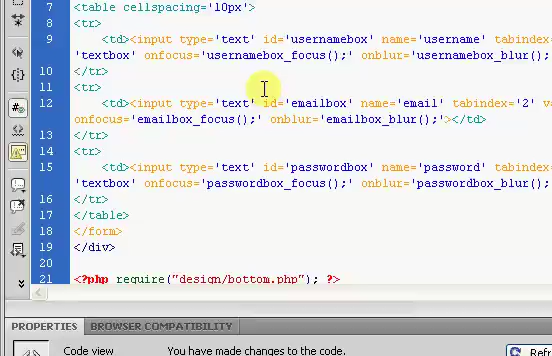 7 <table cellspacing='10px'>
8 <tr>
9 <td><input type='text' id='usernamebox' name='username' tabindex=
'textbox' onfocus='usernamebox_focus();' onblur='usernamebox_blur();
10 </tr>
11 <tr>
12 <td><input type='text' id='emailbox' name='email' tabindex='2' v
onfocus='emailbox_focus();' onblur='emailbox_blur();'></td>
13 </tr>
14 <tr>
15 <td><input type='text' id='passwordbox' name='password' tabindex
'textbox' onfocus='passwordbox_focus();' onblur='passwordbox_blur();
16 </tr>
17 </table>
18 </form>
19 </div>
20
21 <?php require("design/bottom.php"); ?>
PROPERTIES BROWSER COMPATIBILITY
Code view You have made changes to the code. Refr